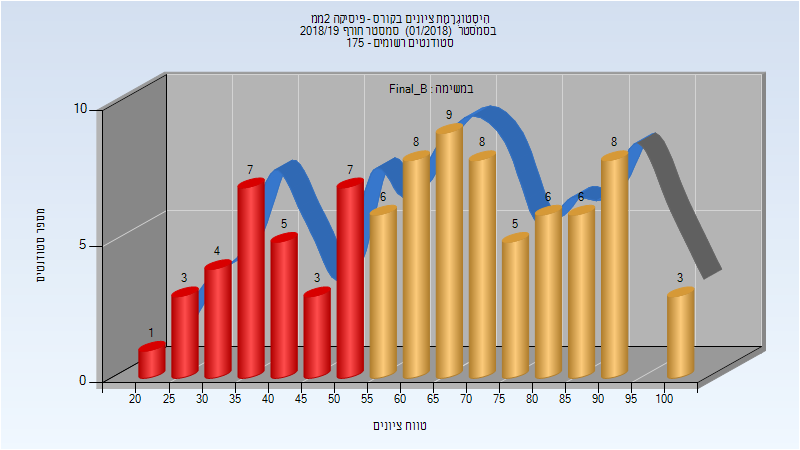 היסטוגרמת ציונים בקורס - פיסיקה 2ממ
בסמסטר (01/2018) סמסטר חורף 2018/19
סטודנטים רשומים - 175
במשימה : Final_B
10
5
0
מספר סטודנטים
1
3
4
7
5
3
7
6
8
9
8
5
6
6
8
3
20 25 30 35 40 45 50 55 60 65 70 75 80 85 90 95 100
טווח ציונים